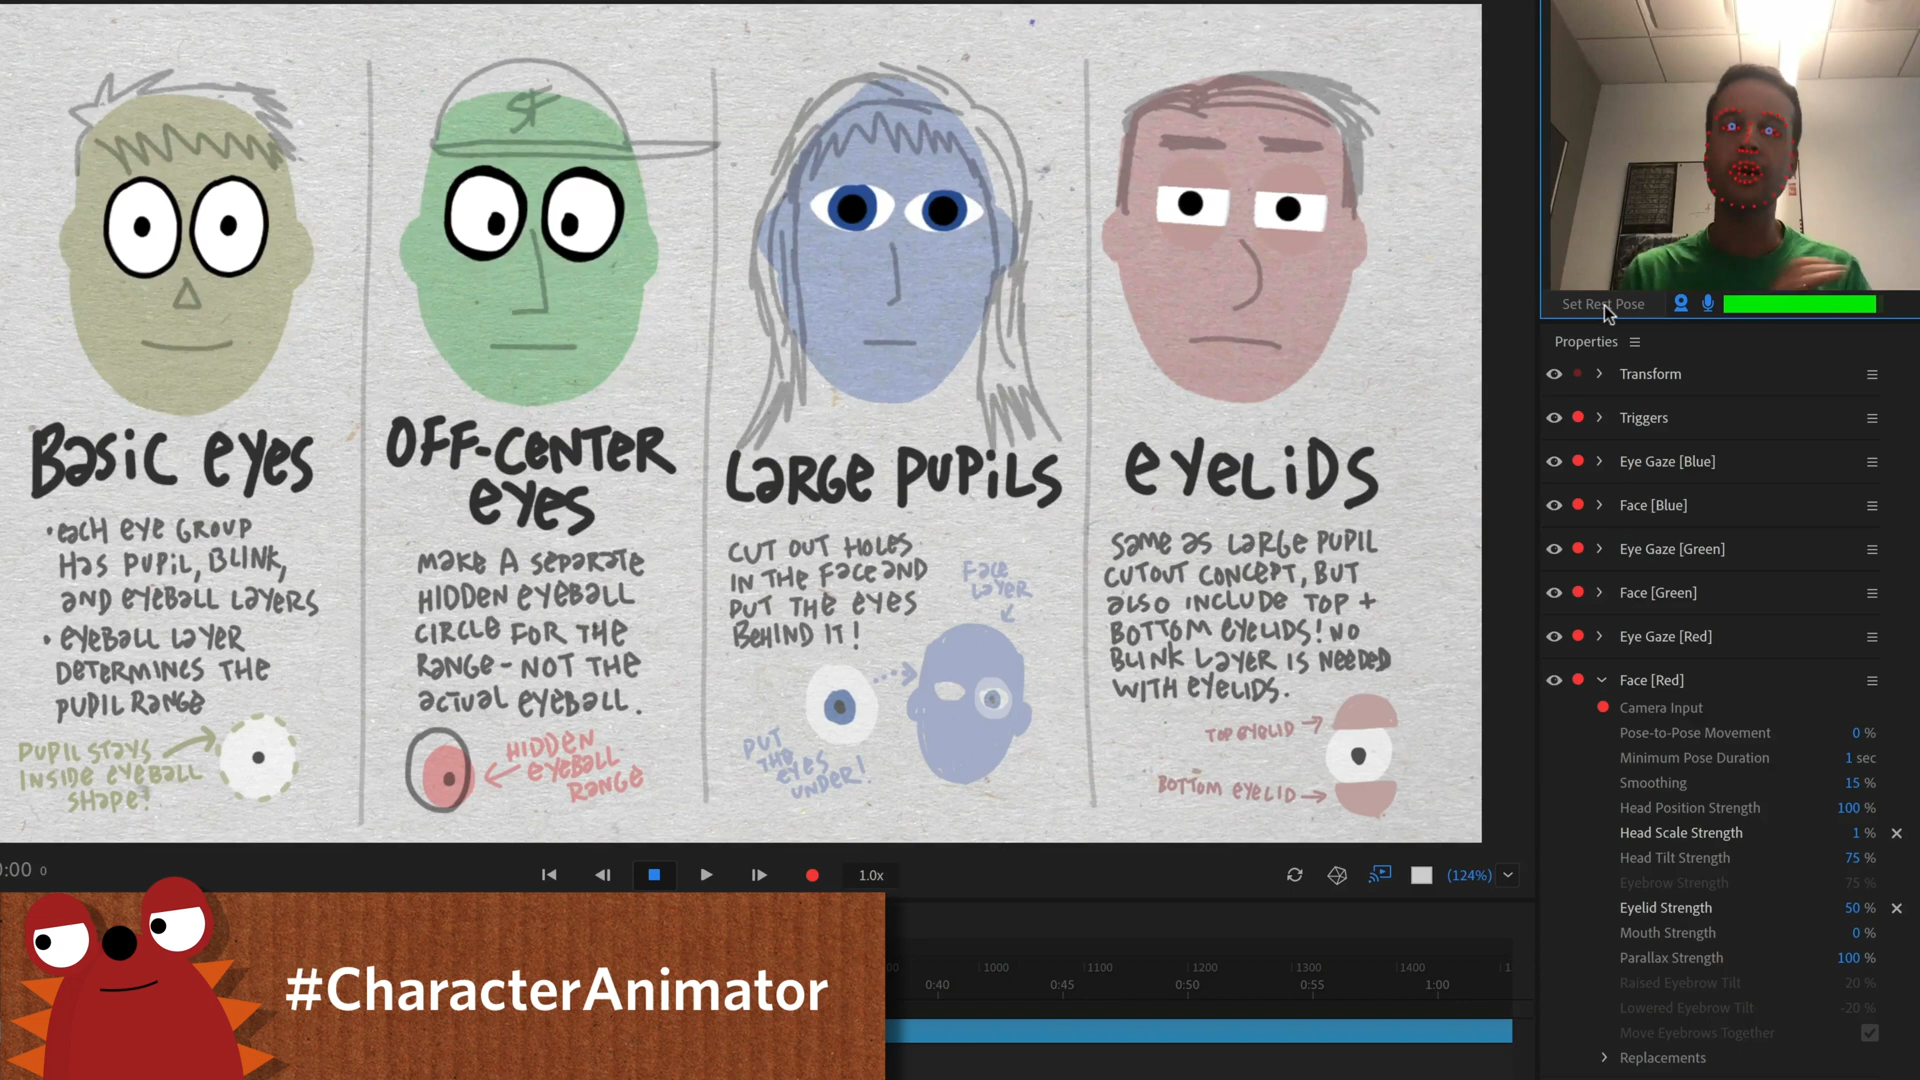 SF
Basic eyes
• each eye group
has pupil, blink,
and eyeball layers
• eyeball layer
determines the
pupil range
pupil stays
inside eyeball
shape!
OFF-CENTER
eyes
make a separate
hidden eyeball
circle for the
range - not the
actual eyeball.
hidden
eyeball
range
Large pupils
cut out holes
in the face and
put the eyes
behind it!
face
layer
put
the
eyes
under!
eyelids
same as large pupil
cutout concept, but
also include top +
bottom eyelids! no
blink layer is needed
with eyelids.
top eyelid
bottom eyelid
Set Rest Pose
Properties
Transform
Triggers
Eye Gaze [Blue]
Face [Blue]
Eye Gaze [Green]
Face [Green]
Eye Gaze [Red]
Face [Red]
Camera Input
Pose-to-Pose Movement 0 %
Minimum Pose Duration 1 sec
Smoothing 15 %
Head Position Strength 100 %
Head Scale Strength 1 %
Head Tilt Strength 75 %
Eyebrow Strength 75 %
Eyelid Strength 50 %
Mouth Strength 0 %
Parallax Strength 100 %
Raised Eyebrow Tilt 20 %
Lowered Eyebrow Tilt -20 %
Move Eyebrows Together
Replacements
:00 0
1.0x
(124%)
1000 1100 1200 1300 1400
0:40 0:45 0:50 0:55 1:00
#CharacterAnimator